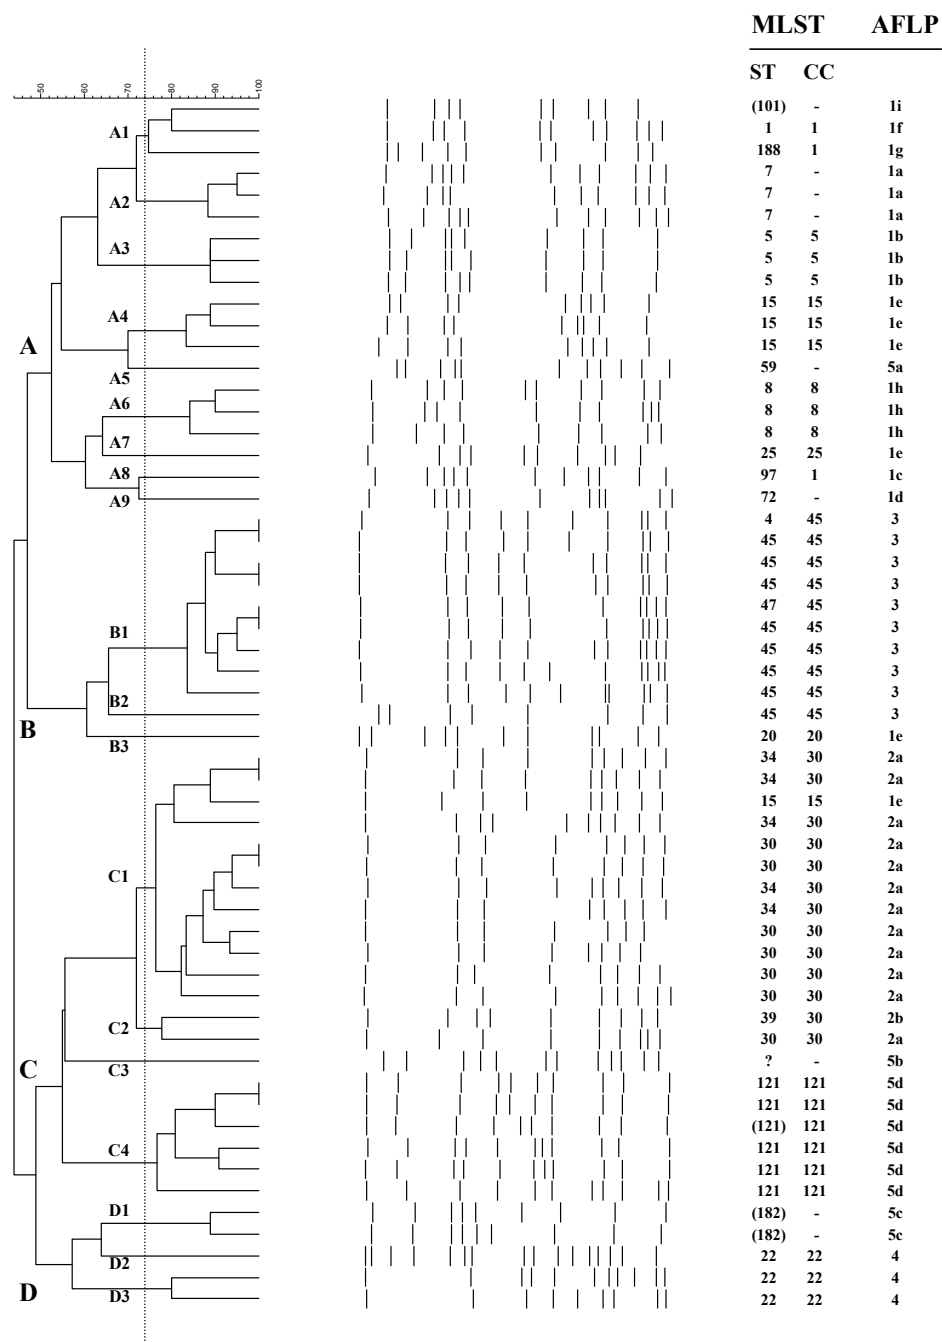 MLST AFLP
ST CC
-50 -60 -70 -80 -90 -100
(101) - 1i
A1 1 1 1f
188 1 1g
7 - 1a
A2 7 - 1a
7 - 1a
5 5 1b
A3 5 5 1b
5 5 1b
A4 15 15 1e
15 15 1e
A 15 15 1e
A5 59 - 5a
8 8 1h
A6 8 8 1h
8 8 1h
A7 25 25 1e
A8 97 1 1c
A9 72 - 1d
4 45 3
45 45 3
45 45 3
45 45 3
47 45 3
B1 45 45 3
45 45 3
45 45 3
B2 45 45 3
45 45 3
B B3 20 20 1e
34 30 2a
34 30 2a
15 15 1e
34 30 2a
30 30 2a
30 30 2a
C1 34 30 2a
34 30 2a
30 30 2a
30 30 2a
30 30 2a
30 30 2a
C2 39 30 2b
30 30 2a
C C3 ? - 5b
121 121 5d
121 121 5d
(121) 121 5d
C4 121 121 5d
121 121 5d
121 121 5d
D1 (182) - 5c
(182) - 5c
D2 22 22 4
22 22 4
D D3 22 22 4